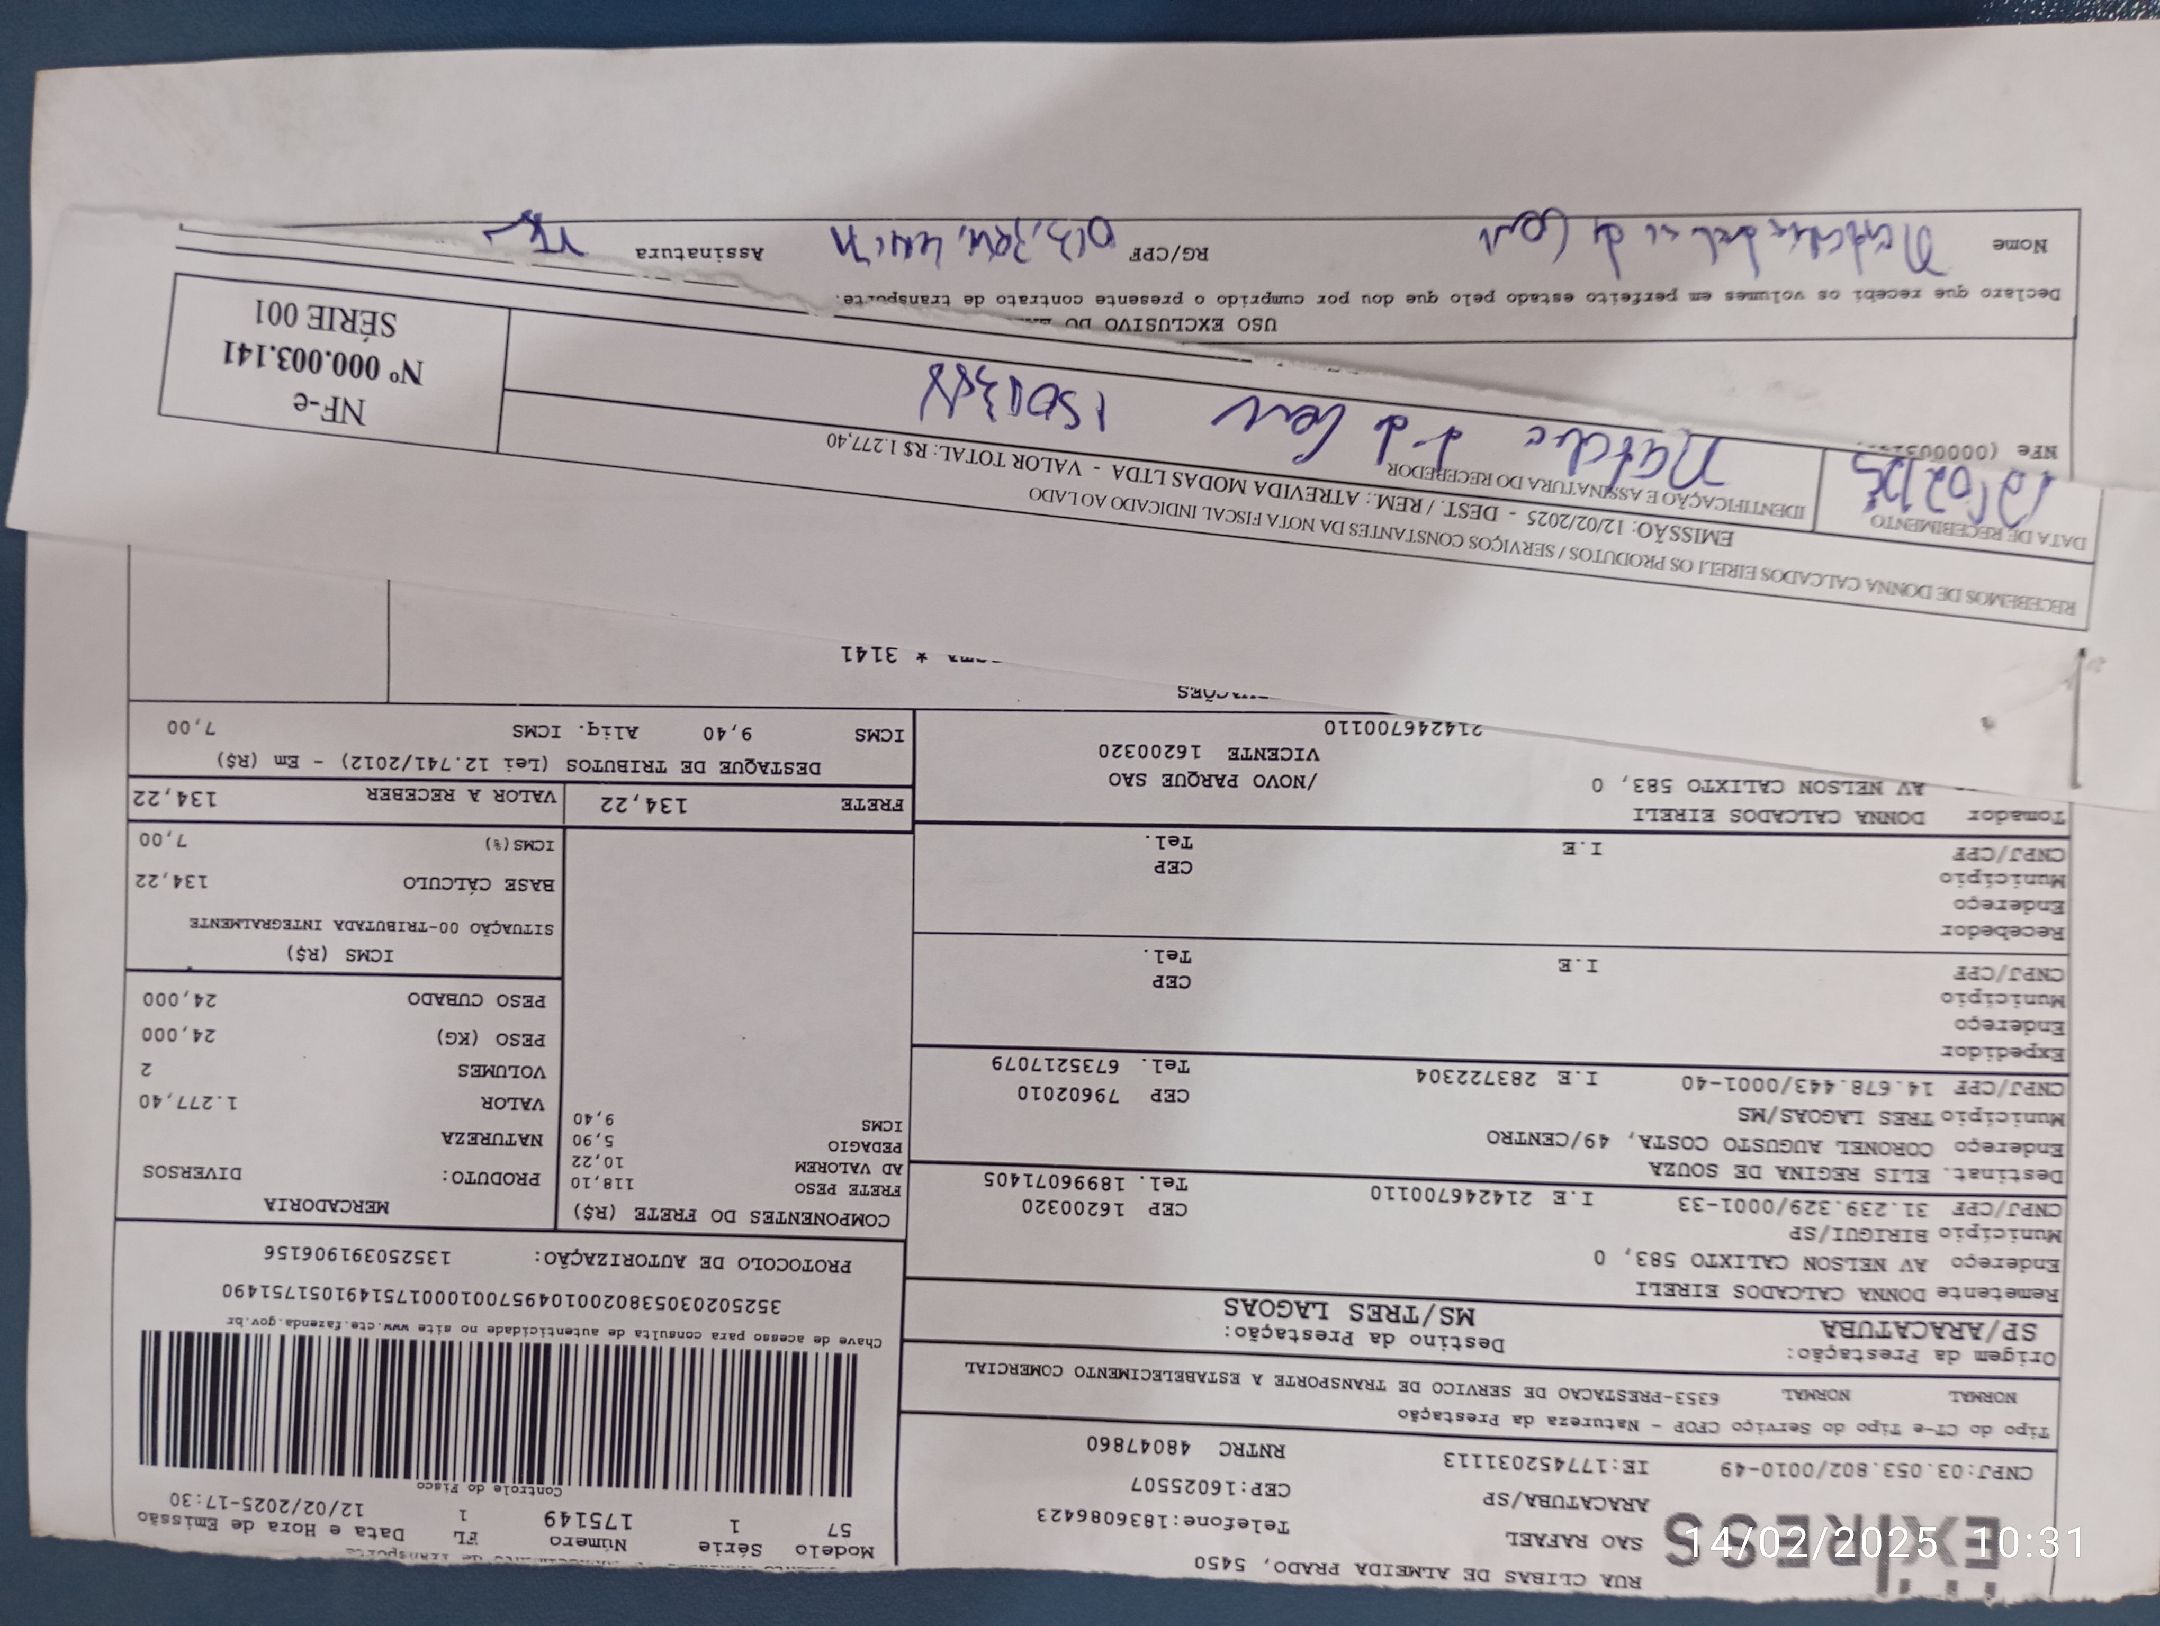 EXPRESS
RUA CLIBAS DE ALMEIDA PRADO, 5450
SAO RAFAEL
Telefone:1836086423
ARACATUBA/SP
CEP:16025507
CNPJ:03.053.802/0010-49 IE:177452031113 RNTRC 48047860
Modelo Série Número FL Data e Hora de Emissão
57 1 175149 1 12/02/2025-17:30
Controle do Fisco
Chave de acesso para consulta de autenticidade no site www.cte.fazenda.gov.br
35250203053802001049570010001751491051751490
PROTOCOLO DE AUTORIZAÇÃO: 135250391906156
Tipo do CT-e Tipo do Serviço CFOP - Natureza da Prestação
NORMAL NORMAL 6353-PRESTACAO DE SERVICO DE TRANSPORTE A ESTABELECIMENTO COMERCIAL
Origem da Prestação: Destino da Prestação:
SP/ARACATUBA MS/TRES LAGOAS
Remetente DONNA CALCADOS EIRELI
Endereço AV NELSON CALIXTO 583, 0
Município BIRIGUI/SP CEP 16200320
CNPJ/CPF 31.239.329/0001-33 I.E 214246700110 Tel. 18996071405
Destinat. ELIS REGINA DE SOUZA
Endereço CORONEL AUGUSTO COSTA, 49/CENTRO
Município TRES LAGOAS/MS CEP 79602010
CNPJ/CPF 14.678.443/0001-40 I.E 283722304 Tel. 6735217079
Expedidor
Endereço
Município CEP
CNPJ/CPF I.E Tel.
Recebedor
Endereço
Município CEP
CNPJ/CPF I.E Tel.
Tomador DONNA CALCADOS EIRELI
AV NELSON CALIXTO 583, 0 /NOVO PARQUE SAO VICENTE 16200320
214246700110
COMPONENTES DO FRETE (R$)
FRETE PESO 118,10
AD VALOREM 10,22
PEDAGIO 5,90
ICMS 9,40
MERCADORIA
PRODUTO: DIVERSOS
NATUREZA
VALOR 1.277,40
VOLUMES 2
PESO (KG) 24,000
PESO CUBADO 24,000
ICMS (R$)
SITUAÇÃO 00-TRIBUTADA INTEGRALMENTE
BASE CÁLCULO 134,22
ICMS(%) 7,00
FRETE 134,22 VALOR A RECEBER 134,22
DESTAQUE DE TRIBUTOS (Lei 12.741/2012) - Em (R$)
ICMS 9,40 Aliq. ICMS 7,00
* 3141
RECEBEMOS DE DONNA CALCADOS EIRELI OS PRODUTOS / SERVIÇOS CONSTANTES DA NOTA FISCAL INDICADO AO LADO
EMISSÃO: 12/02/2025 - DEST. / REM.: ATREVIDA MODAS LTDA - VALOR TOTAL: R$ 1.277,40
DATA DE RECEBIMENTO IDENTIFICAÇÃO E ASSINATURA DO RECEBEDOR
NF-e
Nº 000.003.141
SÉRIE 001
NFe
USO EXCLUSIVO DO
Declaro que recebi os volumes em perfeito estado pelo que dou por cumprido o presente contrato de transporte.
Nome RG/CPF Assinatura
14/02/2025 10:31